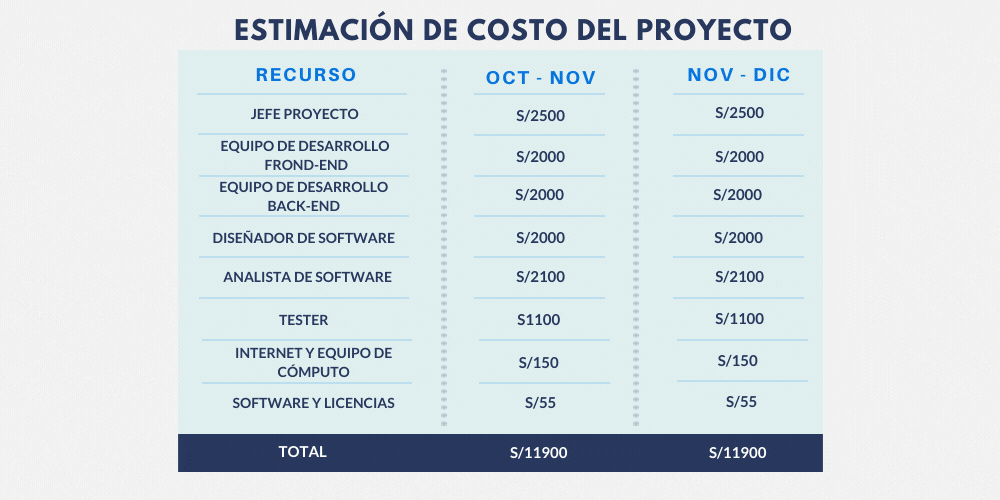 ESTIMACIÓN DE COSTO DEL PROYECTO
RECURSO OCT - NOV NOV - DIC
JEFE PROYECTO S/2500 S/2500
EQUIPO DE DESARROLLO
FROND-END S/2000 S/2000
EQUIPO DE DESARROLLO
BACK-END S/2000 S/2000
DISEÑADOR DE SOFTWARE S/2000 S/2000
ANALISTA DE SOFTWARE S/2100 S/2100
TESTER S1100 S/1100
INTERNET Y EQUIPO DE
CÓMPUTO S/150 S/150
SOFTWARE Y LICENCIAS S/55 S/55
TOTAL S/11900 S/11900